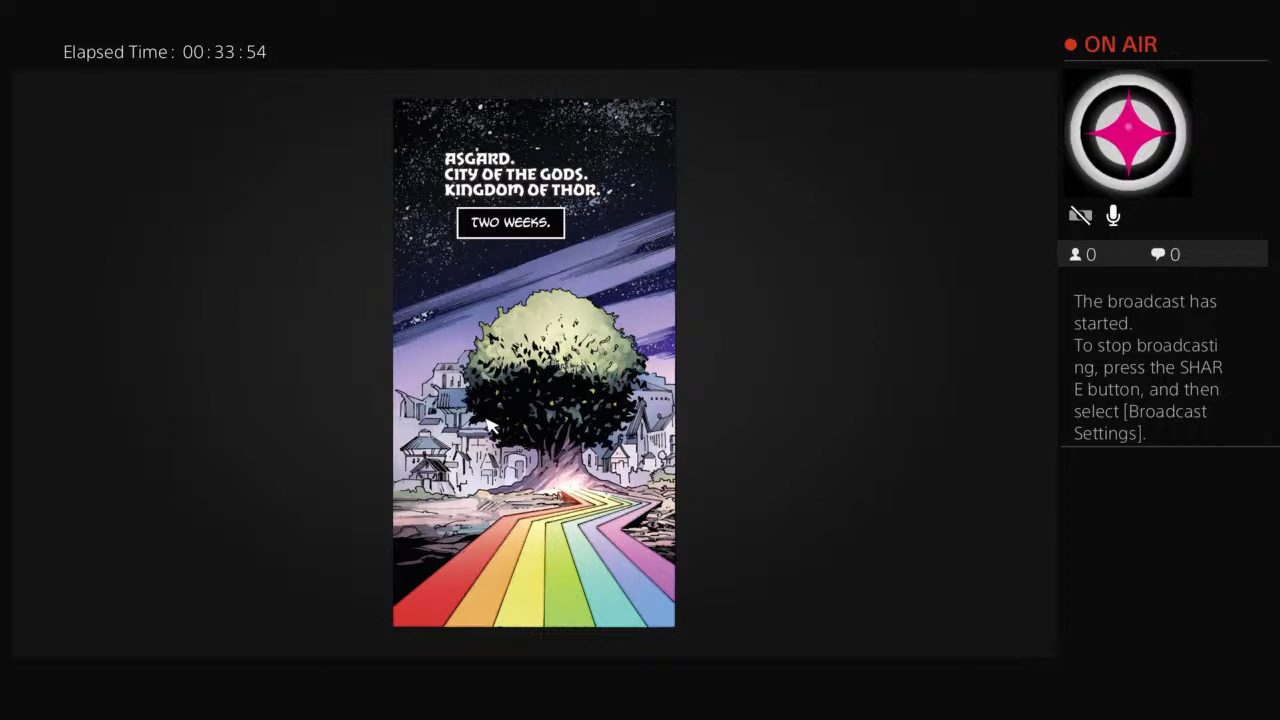 Elapsed Time: 00:33:54
ON AIR
ASGARD.
CITY OF THE GODS.
KINGDOM OF THOR.
TWO WEEKS.
0
0
The broadcast has
started.
To stop broadcasti
ng, press the SHAR
E button, and then
select [Broadcast
Settings].